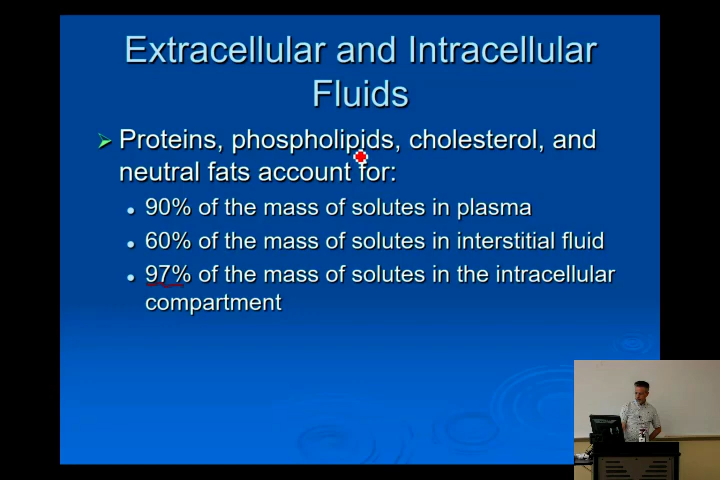 Extracellular and Intracellular
Fluids
Proteins, phospholipids, cholesterol, and
neutral fats account for:
90% of the mass of solutes in plasma
60% of the mass of solutes in interstitial fluid
97% of the mass of solutes in the intracellular
compartment